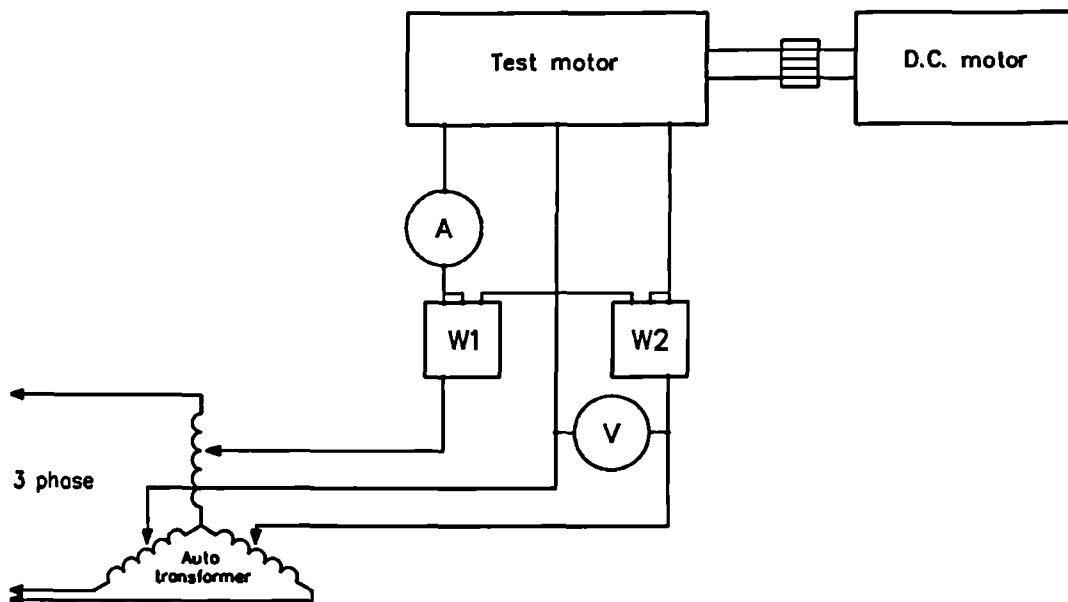 Test motor
D.C. motor
A
W1
W2
V
3 phase
Auto
transformer